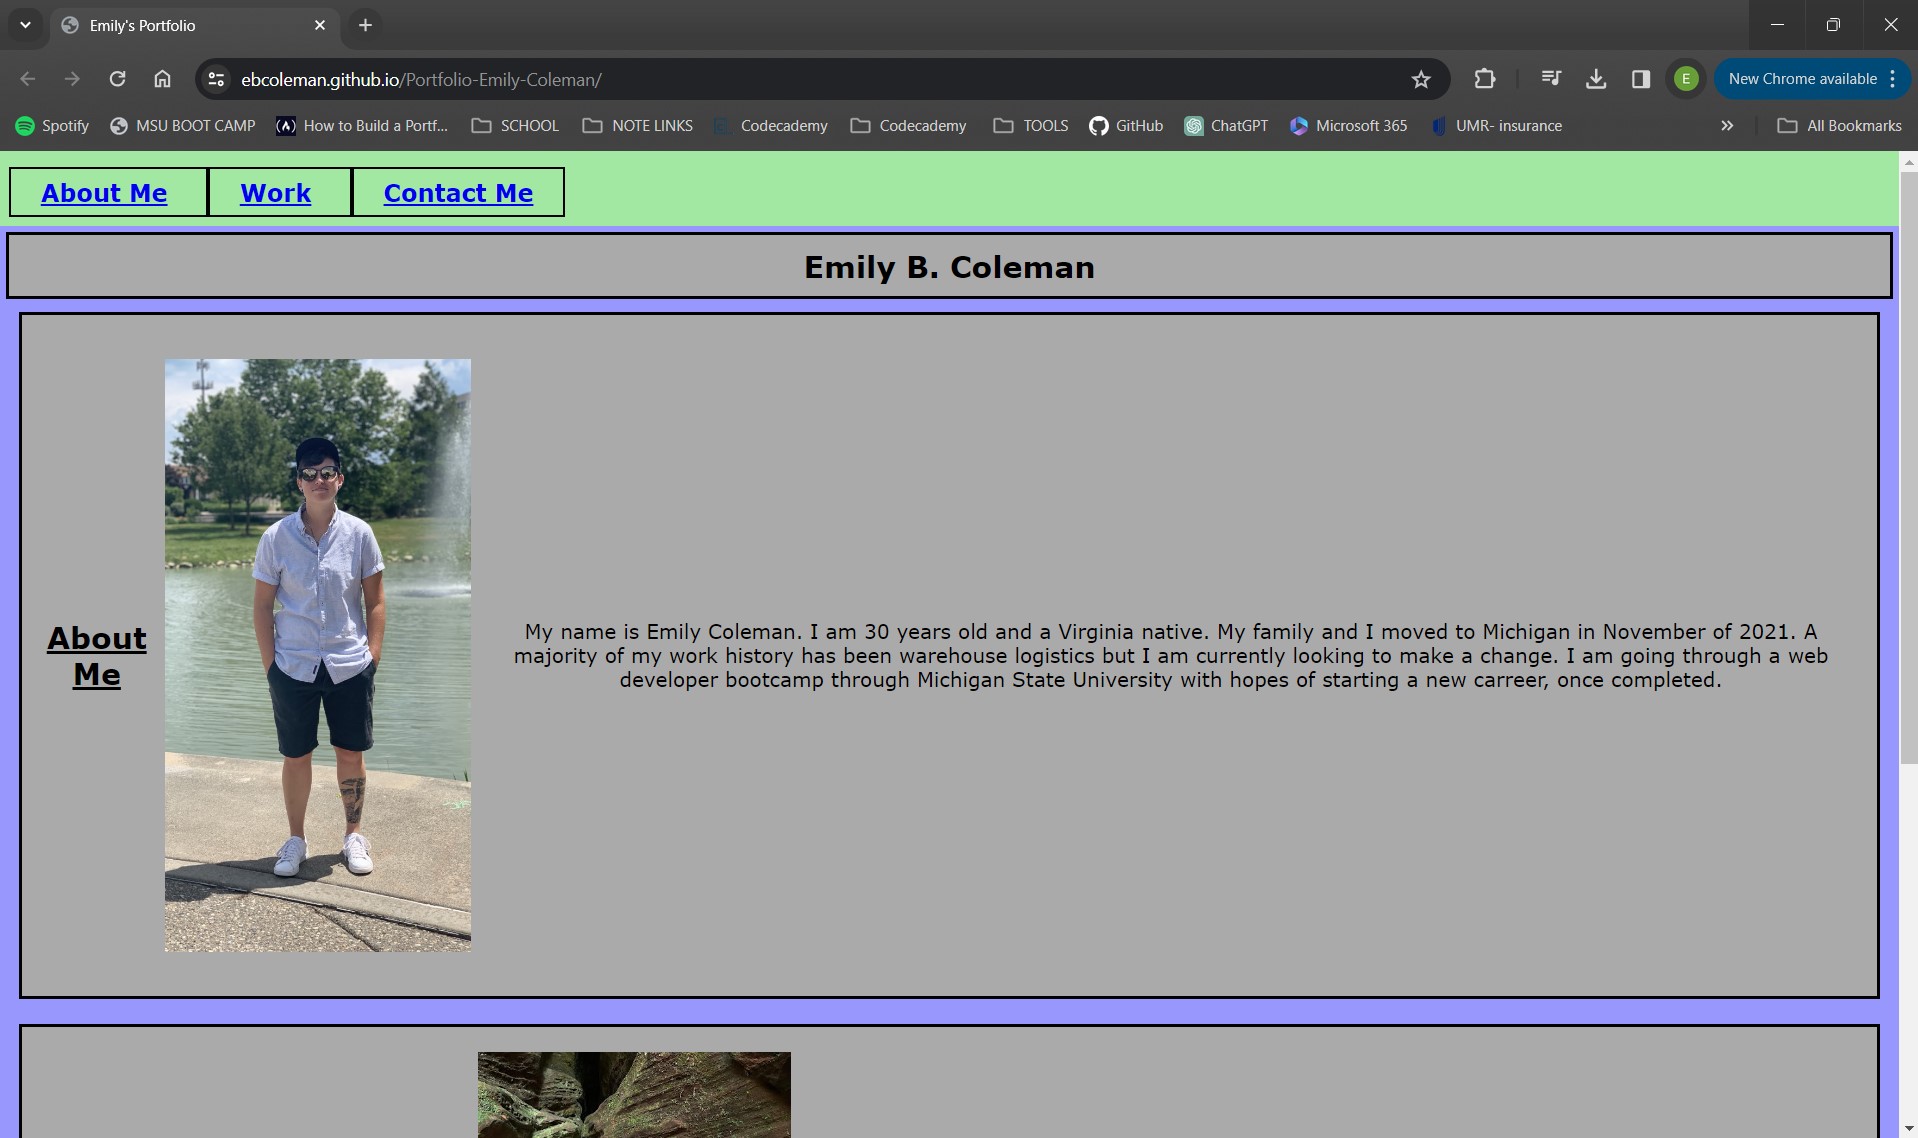 Emily's Portfolio
ebcoleman.github.io/Portfolio-Emily-Coleman/
E
New Chrome available
Spotify MSU BOOT CAMP How to Build a Portf... SCHOOL NOTE LINKS Codecademy Codecademy TOOLS GitHub ChatGPT Microsoft 365 UMR- insurance All Bookmarks
About Me Work Contact Me
Emily B. Coleman
About
Me
My name is Emily Coleman. I am 30 years old and a Virginia native. My family and I moved to Michigan in November of 2021. A
majority of my work history has been warehouse logistics but I am currently looking to make a change. I am going through a web
developer bootcamp through Michigan State University with hopes of starting a new carreer, once completed.